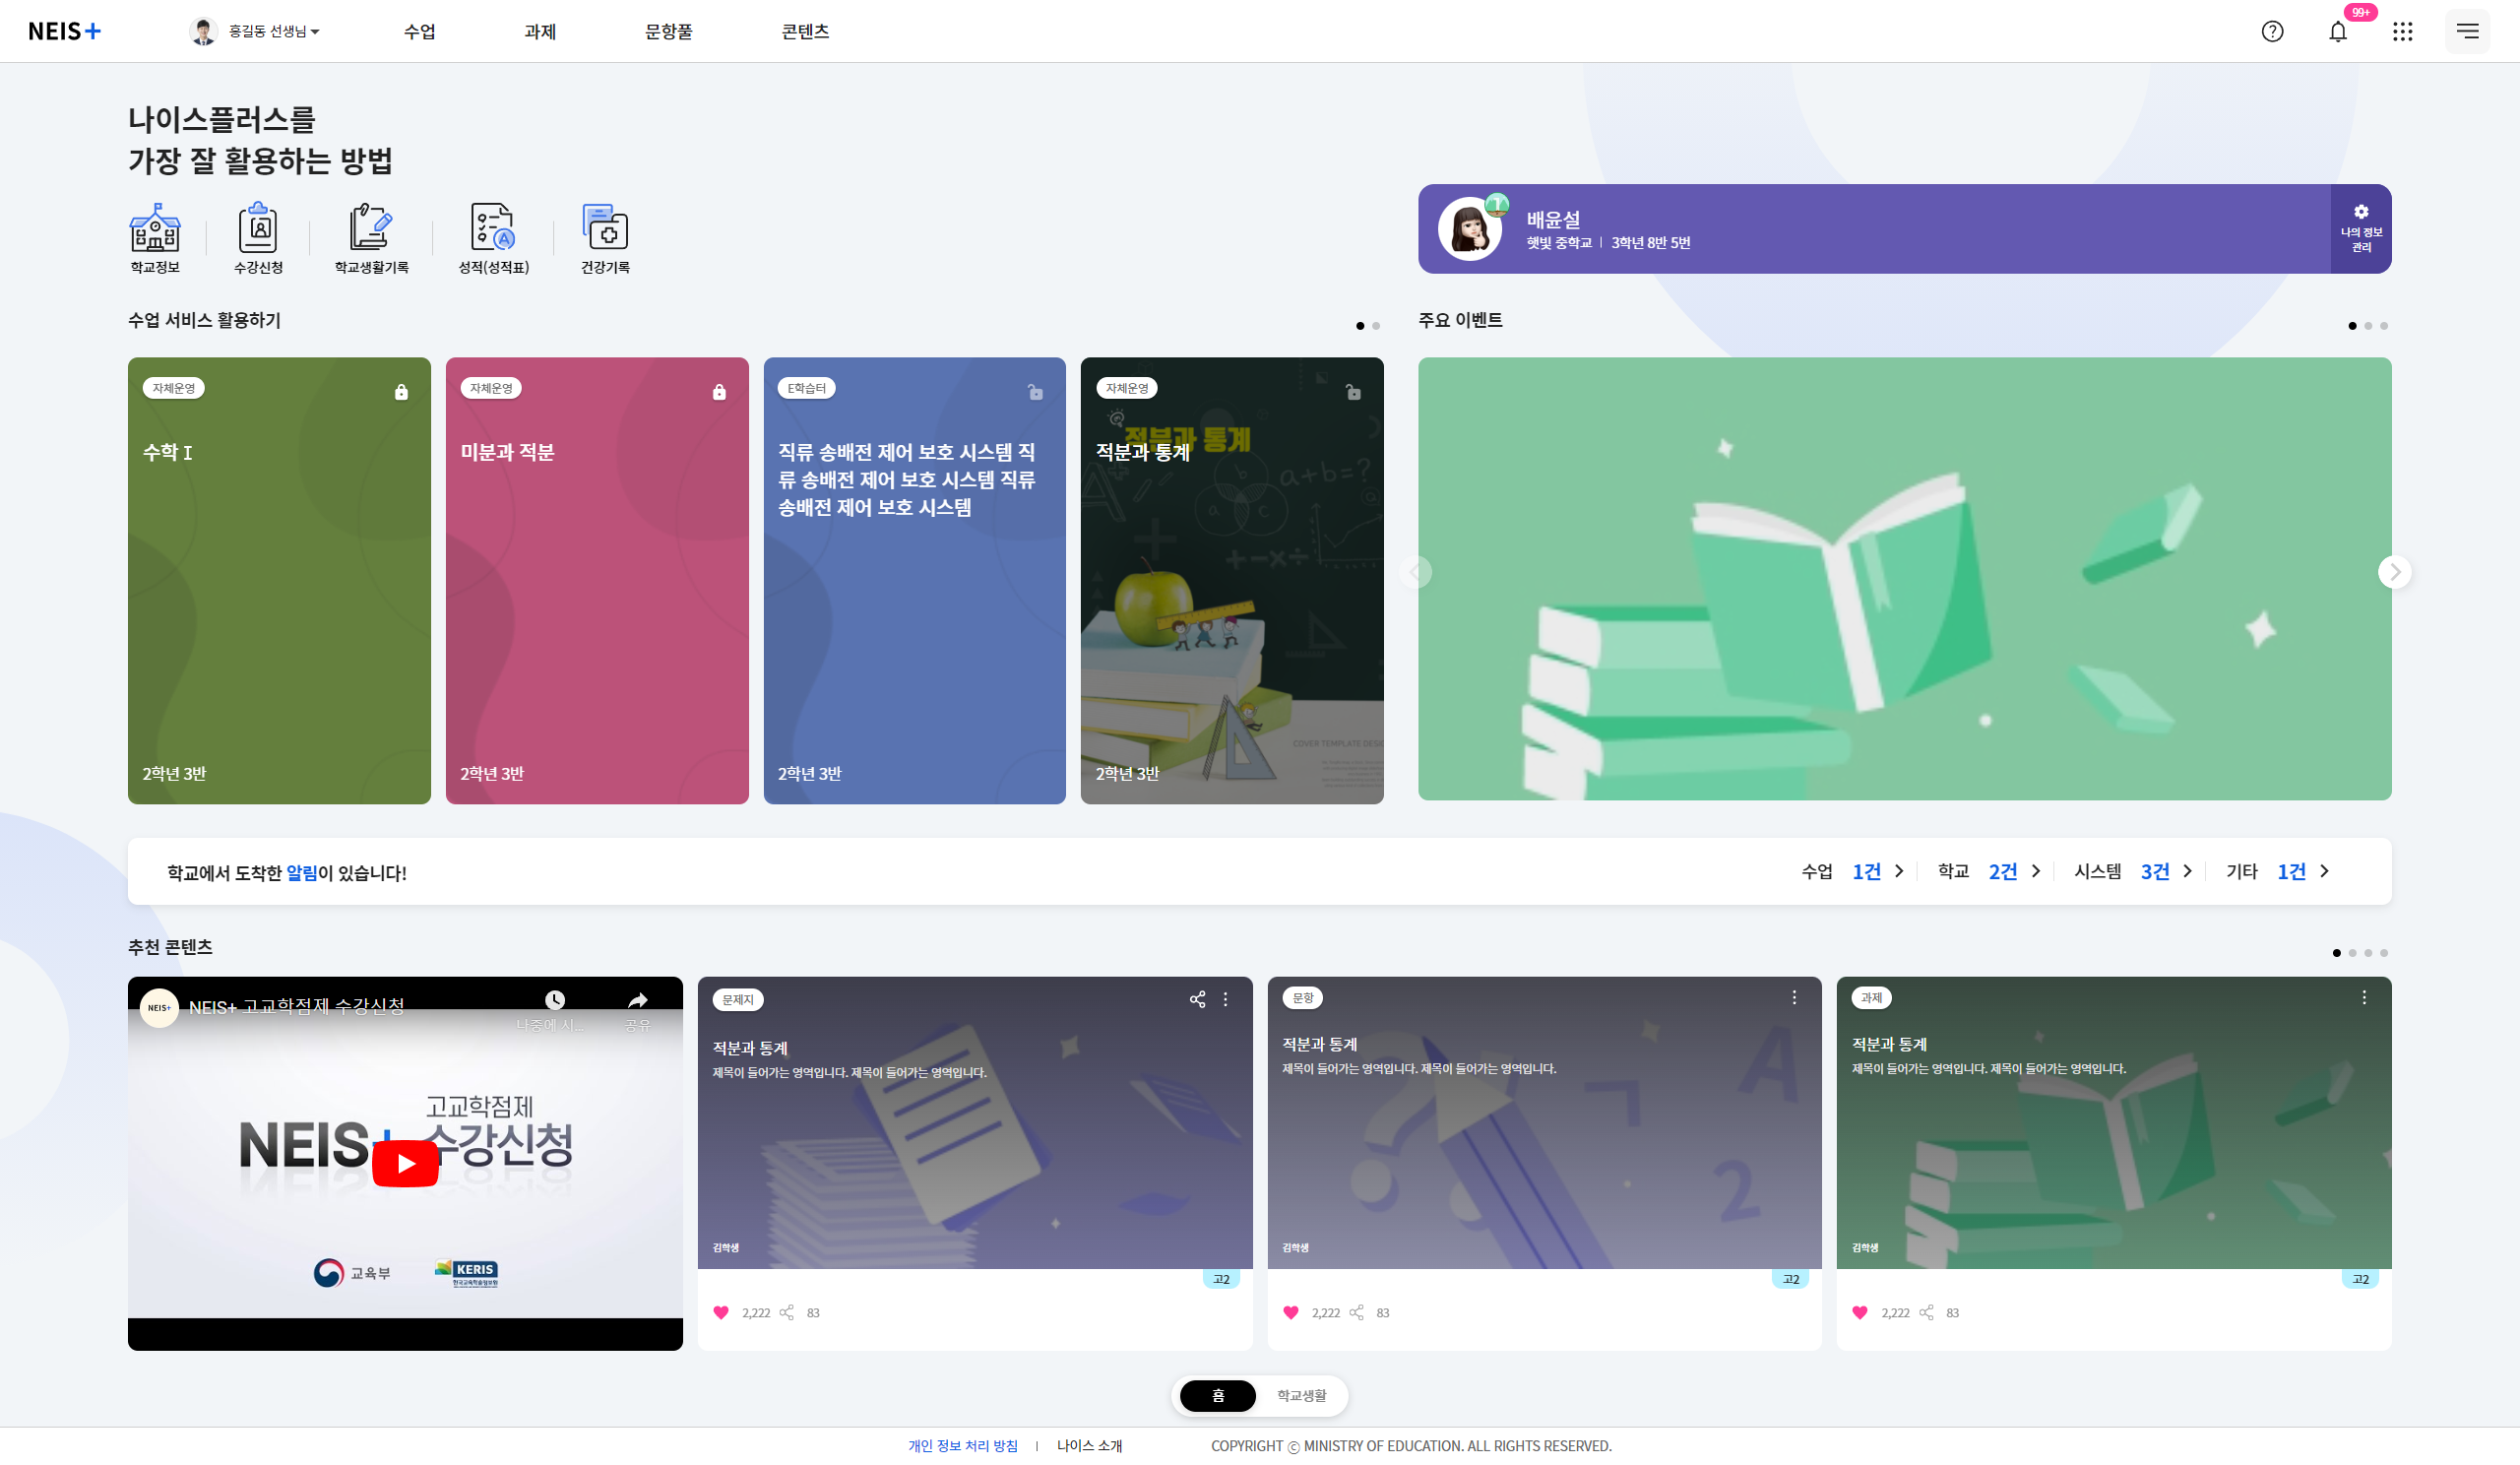 NEIS+
홍길동 선생님
수업
과제
문항풀
콘텐츠
99+
나이스플러스를
가장 잘 활용하는 방법
학교정보
수강신청
학교생활기록
성적(성적표)
건강기록
1
배윤설
햇빛 중학교 | 3학년 8반 5번
나의 정보
관리
수업 서비스 활용하기
주요 이벤트
자체운영
수학 I
2학년 3반
자체운영
미분과 적분
2학년 3반
E학습터
직류 송배전 제어 보호 시스템 직
류 송배전 제어 보호 시스템 직류
송배전 제어 보호 시스템
2학년 3반
자체운영
적분과 통계
적분과 통계
a+b=?
b
a
c
+−×÷
COVER TEMPLATE DESIG
2학년 3반
학교에서 도착한 알림이 있습니다!
수업 1건
학교 2건
시스템 3건
기타 1건
추천 콘텐츠
NEIS+
NEIS+ 고교학점제 수강신청
나중에 시...
공유
고교학점제
NEIS+ 수강신청
교육부
KERIS
한국교육학술정보원
문제지
적분과 통계
제목이 들어가는 영역입니다. 제목이 들어가는 영역입니다.
김학생
고2
2,222
83
문항
적분과 통계
제목이 들어가는 영역입니다. 제목이 들어가는 영역입니다.
?
ㄱ
A
2
김학생
고2
2,222
83
과제
적분과 통계
제목이 들어가는 영역입니다. 제목이 들어가는 영역입니다.
김학생
고2
2,222
83
홈
학교생활
개인 정보 처리 방침 | 나이스 소개
COPYRIGHT ⓒ MINISTRY OF EDUCATION. ALL RIGHTS RESERVED.